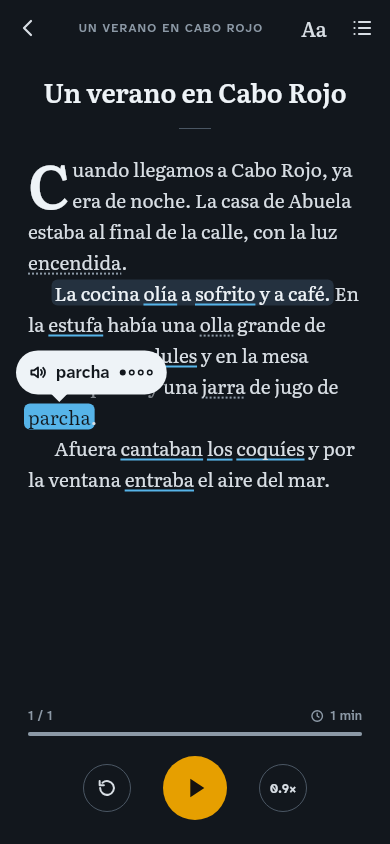 UN VERANO EN CABO ROJO
Aa
Un verano en Cabo Rojo
Cuando llegamos a Cabo Rojo, ya
era de noche. La casa de Abuela
estaba al final de la calle, con la luz
encendida.
La cocina olía a sofrito y a café. En
la estufa había una olla grande de
y en la mesa
parcha
una jarra de jugo de
parcha.
Afuera cantaban los coquíes y por
la ventana entraba el aire del mar.
1 / 1
1 min
0.9×